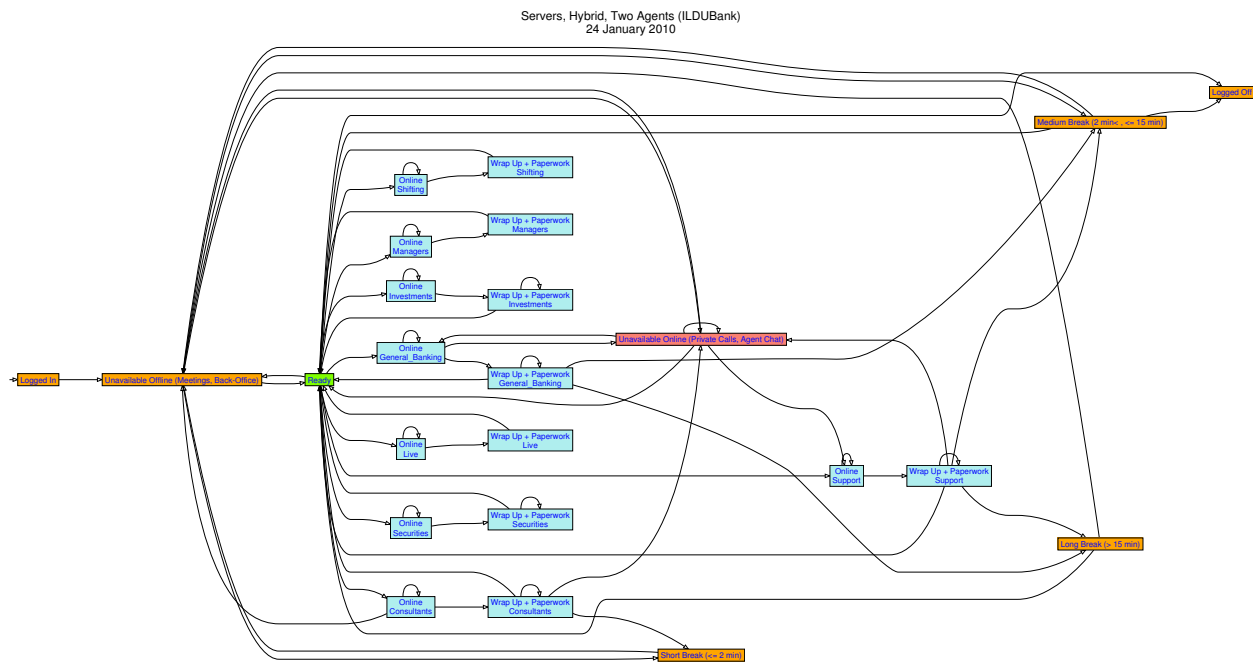 Servers, Hybrid, Two Agents (ILDUBank)
24 January 2010
Logged Off
Medium Break (2 min< , <= 15 min)
Wrap Up + Paperwork
Shifting
Online
Shifting
Wrap Up + Paperwork
Managers
Online
Managers
Online
Investments
Wrap Up + Paperwork
Investments
Unavailable Online (Private Calls, Agent Chat)
Online
General_Banking
Wrap Up + Paperwork
General_Banking
Logged In
Unavailable Offline (Meetings, Back-Office)
Ready
Online
Live
Wrap Up + Paperwork
Live
Online
Support
Wrap Up + Paperwork
Support
Online
Securities
Wrap Up + Paperwork
Securities
Long Break (> 15 min)
Online
Consultants
Wrap Up + Paperwork
Consultants
Short Break (<= 2 min)